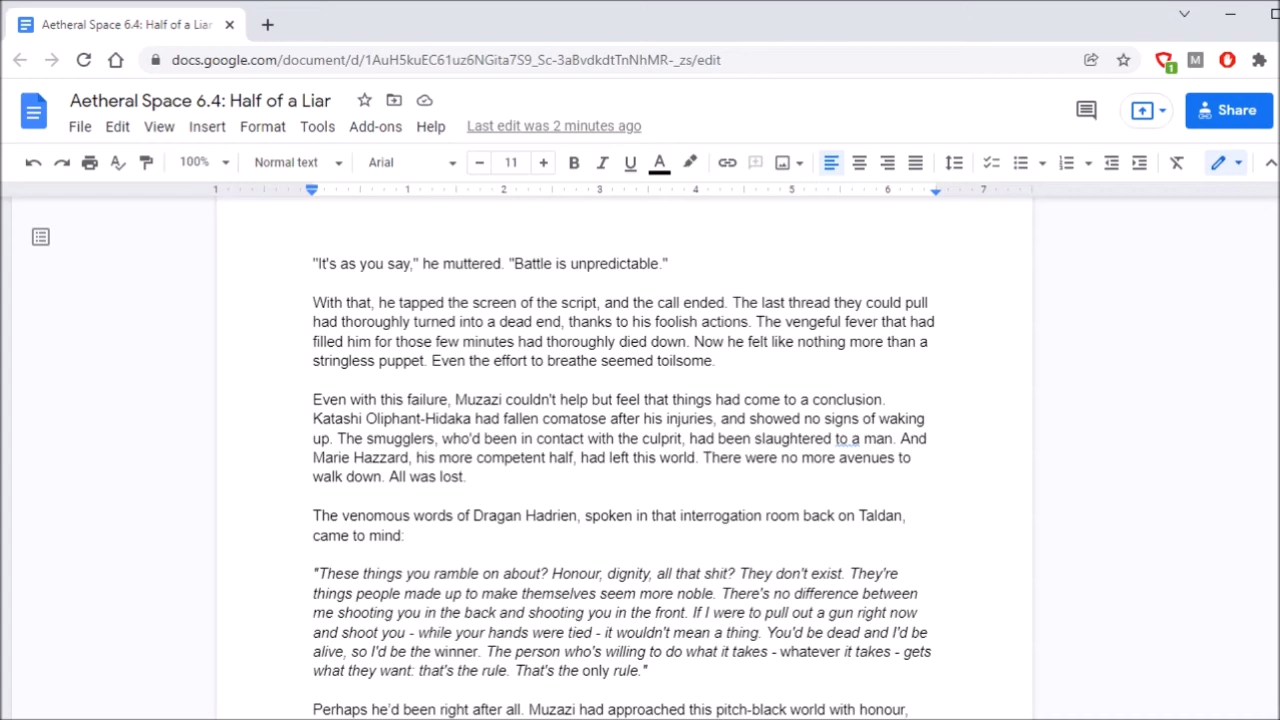 Aetheral Space 6.4: Half of a Liar
docs.google.com/document/d/1AuH5kuEC61uz6NGita7S9_Sc-3aBvdkdtTnNhMR-_zs/edit
1
M
Aetheral Space 6.4: Half of a Liar
File Edit View Insert Format Tools Add-ons Help Last edit was 2 minutes ago
Share
100% Normal text Arial 11 B I U A
1 1 2 3 4 5 6 7
"It's as you say," he muttered. "Battle is unpredictable."
With that, he tapped the screen of the script, and the call ended. The last thread they could pull
had thoroughly turned into a dead end, thanks to his foolish actions. The vengeful fever that had
filled him for those few minutes had thoroughly died down. Now he felt like nothing more than a
stringless puppet. Even the effort to breathe seemed toilsome.
Even with this failure, Muzazi couldn't help but feel that things had come to a conclusion.
Katashi Oliphant-Hidaka had fallen comatose after his injuries, and showed no signs of waking
up. The smugglers, who'd been in contact with the culprit, had been slaughtered to a man. And
Marie Hazzard, his more competent half, had left this world. There were no more avenues to
walk down. All was lost.
The venomous words of Dragan Hadrien, spoken in that interrogation room back on Taldan,
came to mind:
"These things you ramble on about? Honour, dignity, all that shit? They don't exist. They're
things people made up to make themselves seem more noble. There's no difference between
me shooting you in the back and shooting you in the front. If I were to pull out a gun right now
and shoot you - while your hands were tied - it wouldn't mean a thing. You'd be dead and I'd be
alive, so I'd be the winner. The person who's willing to do what it takes - whatever it takes - gets
what they want: that's the rule. That's the only rule."
Perhaps he'd been right after all. Muzazi had approached this pitch-black world with honour,